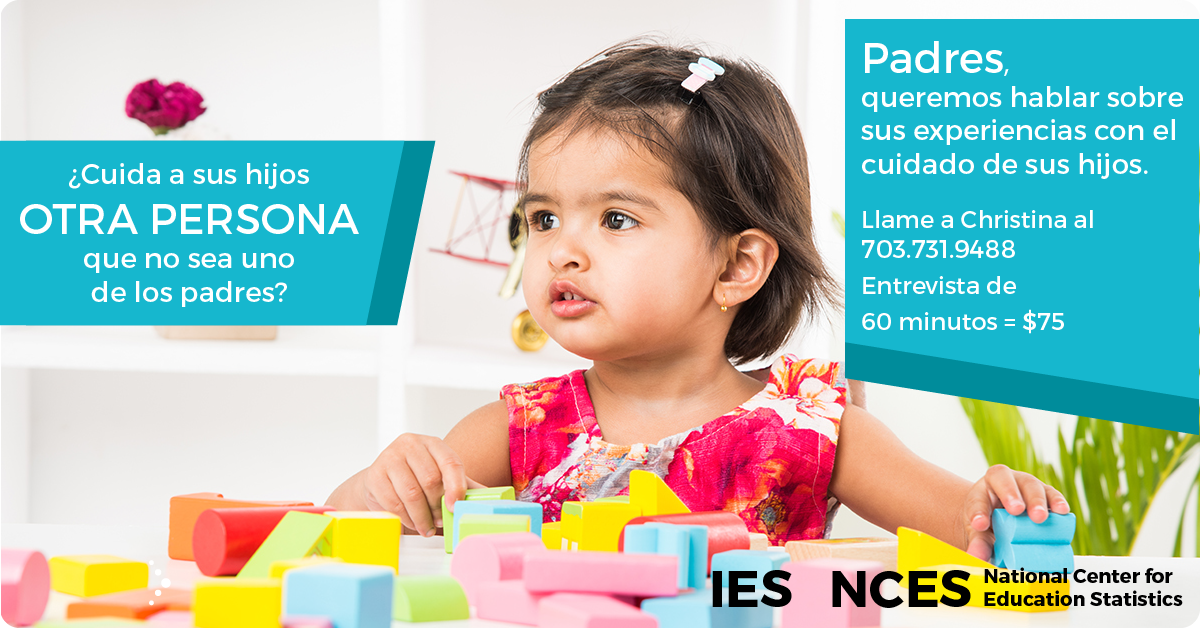 ¿Cuida a sus hijos
OTRA PERSONA
que no sea uno
de los padres?
Padres,
queremos hablar sobre
sus experiencias con el
cuidado de sus hijos.
Llame a Christina al
703.731.9488
Entrevista de
60 minutos = $75
IES NCES National Center for
Education Statistics